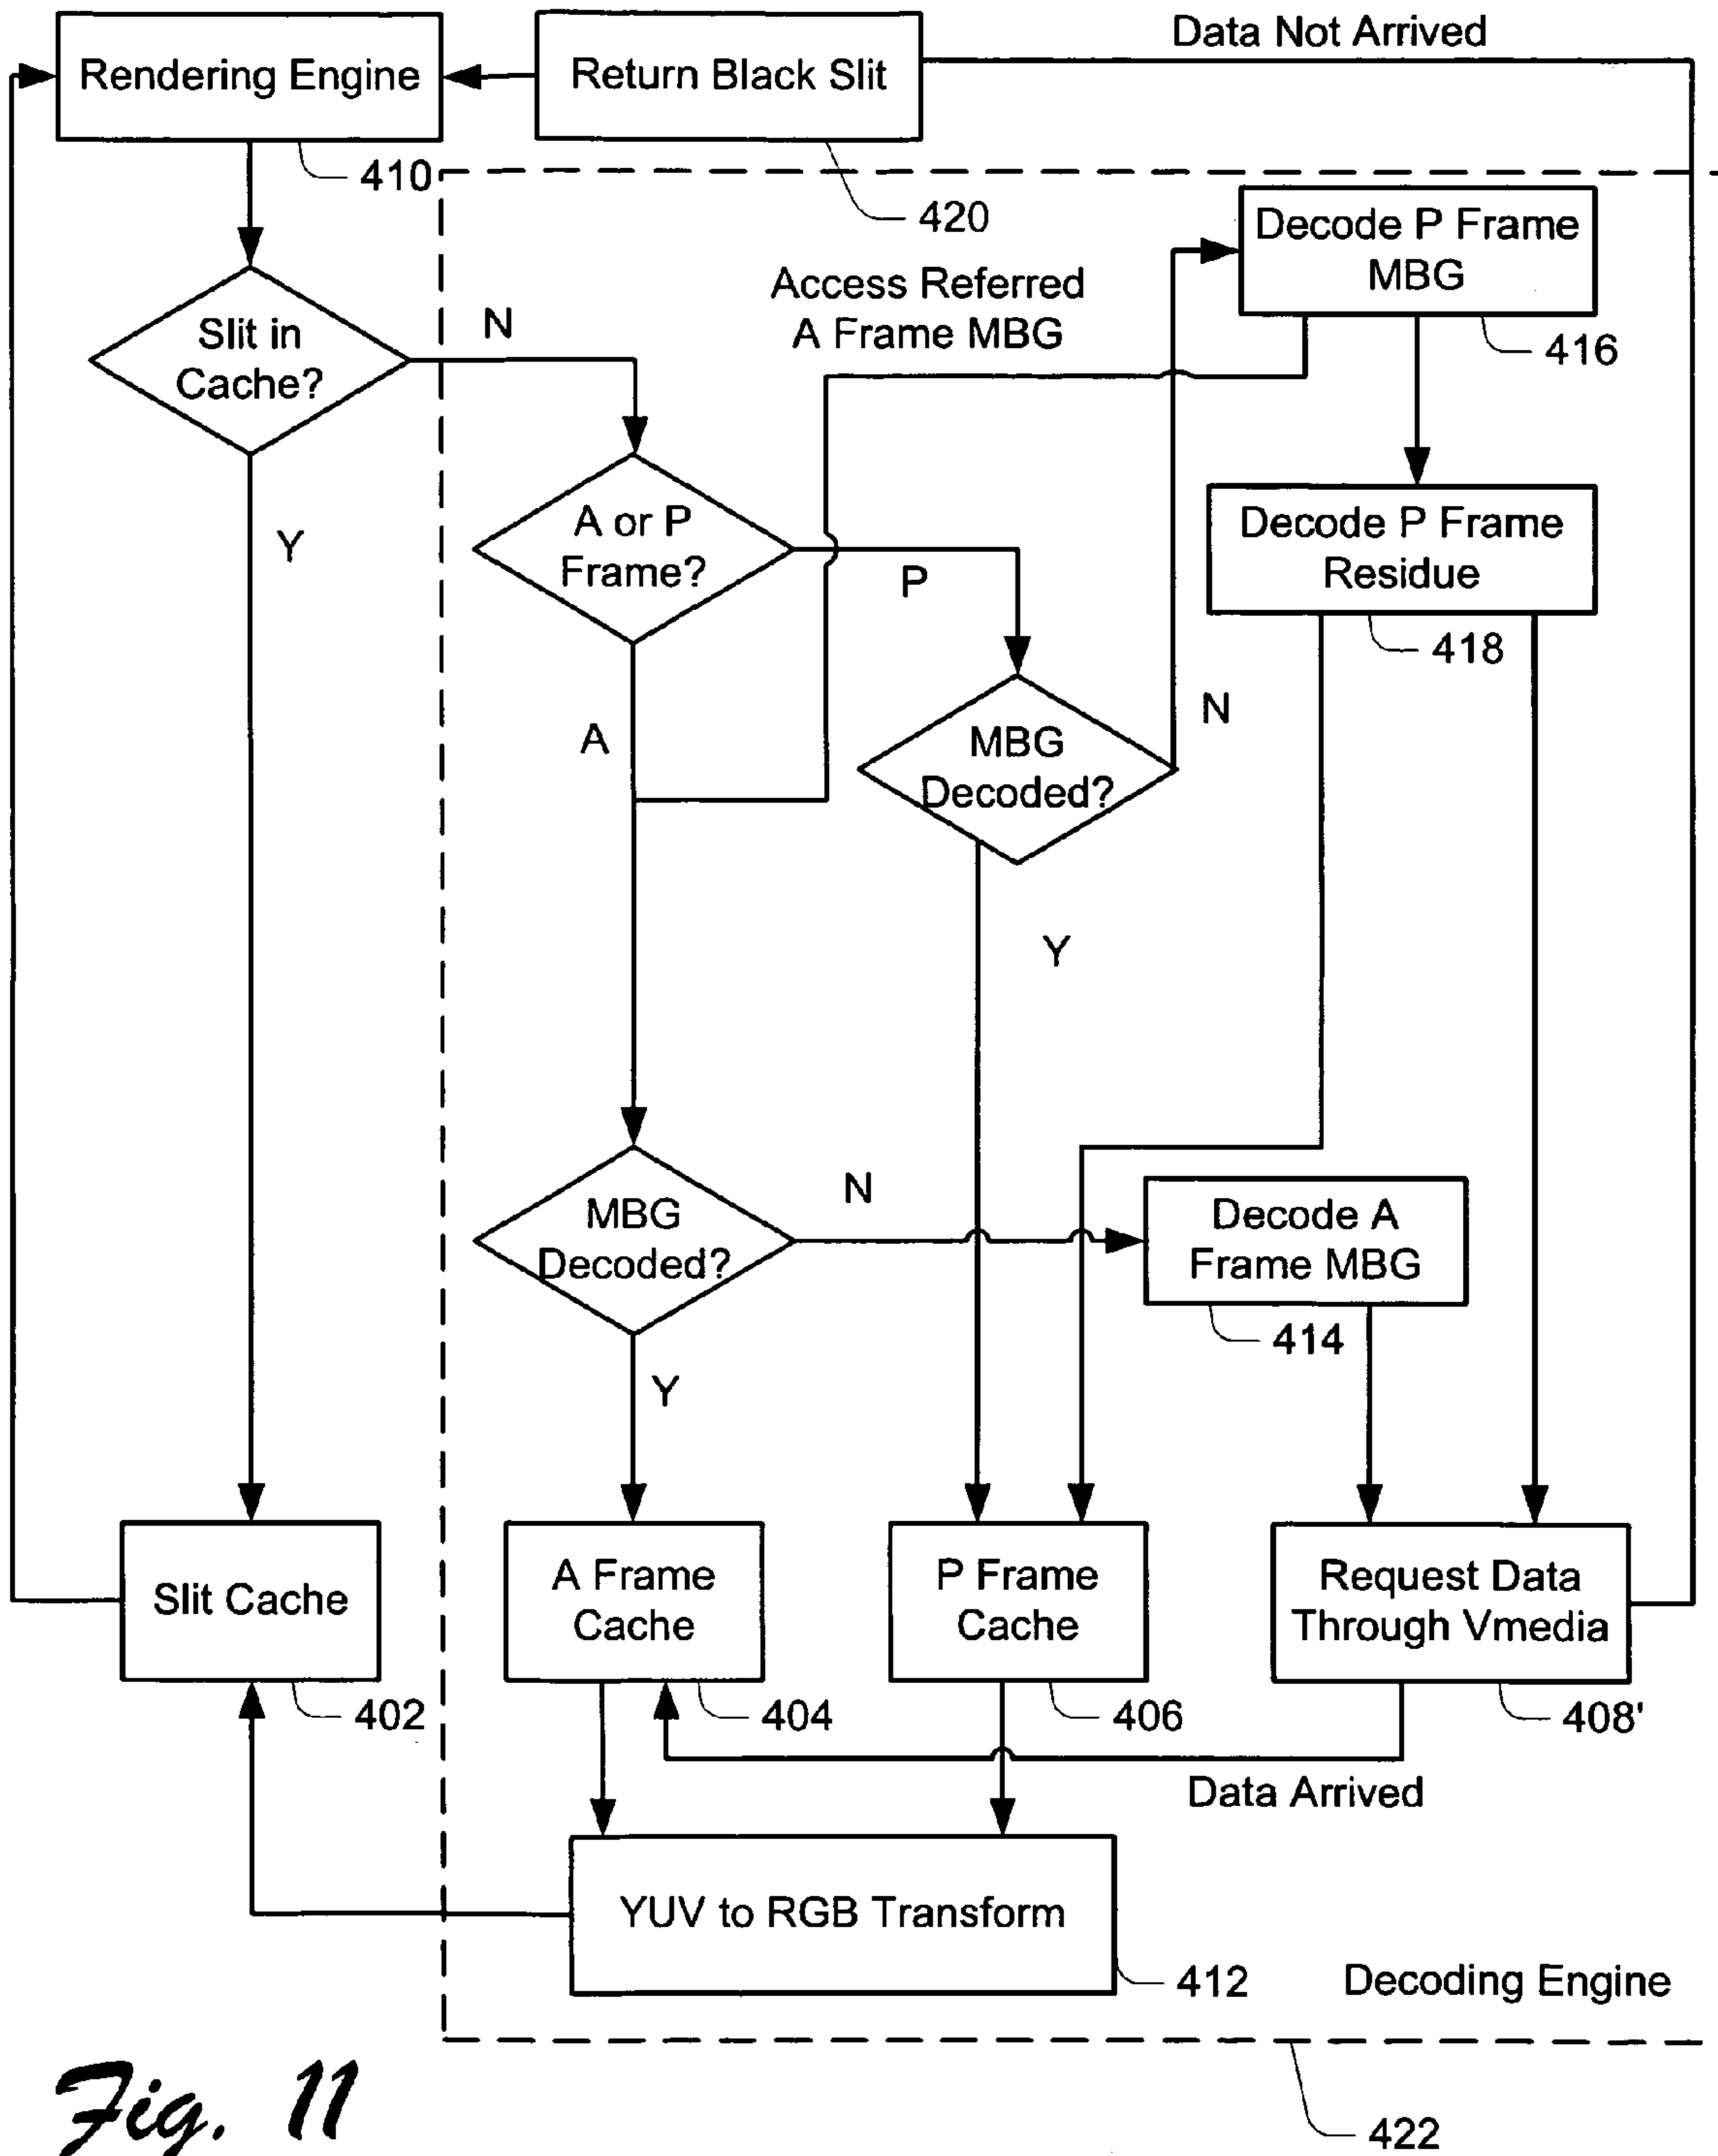 Data Not Arrived
Rendering Engine
Return Black Slit
410
420
Decode P Frame
MBG
416
Access Referred
A Frame MBG
Slit in
Cache?
N
Y
A or P
Frame?
P
A
Decode P Frame
Residue
418
MBG
Decoded?
N
Y
MBG
Decoded?
N
Y
Decode A
Frame MBG
414
Slit Cache
402
A Frame
Cache
404
P Frame
Cache
406
Request Data
Through Vmedia
408'
Data Arrived
YUV to RGB Transform
412
Decoding Engine
422
Fig. 11